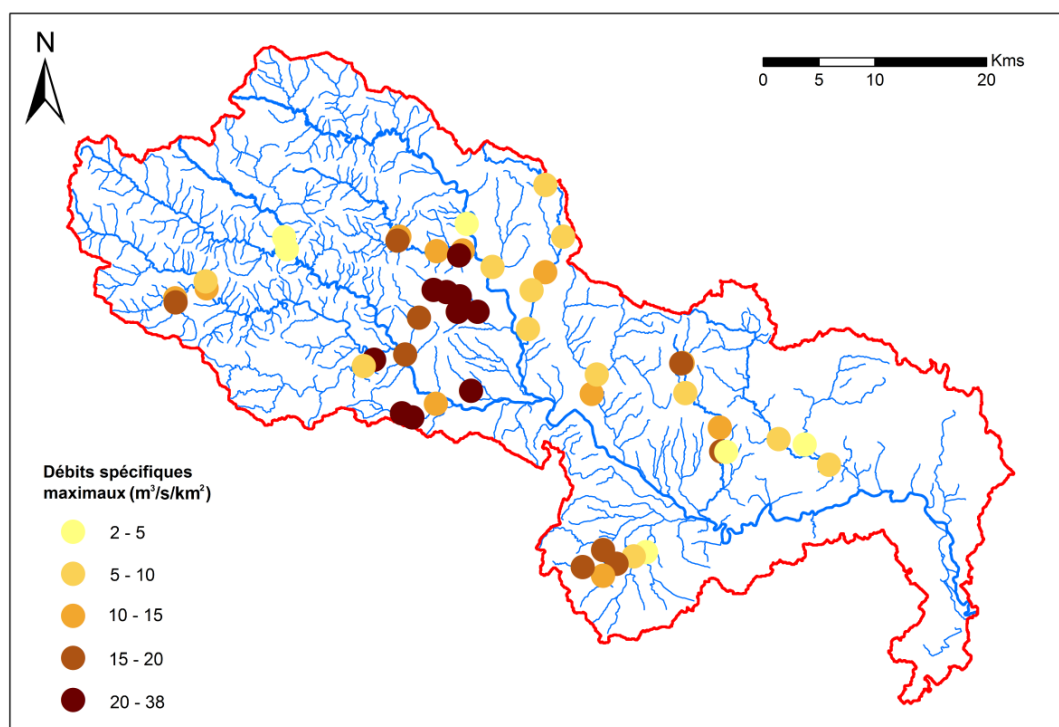 N
Kms
0 5 10 20
Débits spécifiques
maximaux (m³/s/km²)
2 - 5
5 - 10
10 - 15
15 - 20
20 - 38